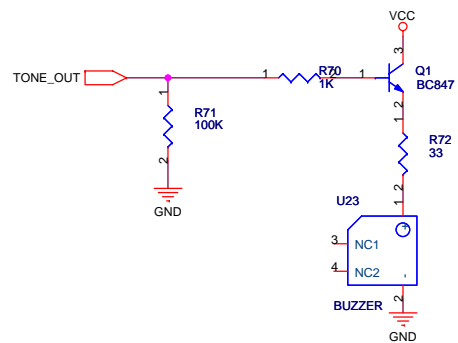 VCC
3
Q1
BC847
TONE_OUT
1 R70 2
1K
1
1
R71
100K
2
2
1
R72
33
2
GND
U23
1
+
3 NC1
4 NC2
-
BUZZER
2
GND